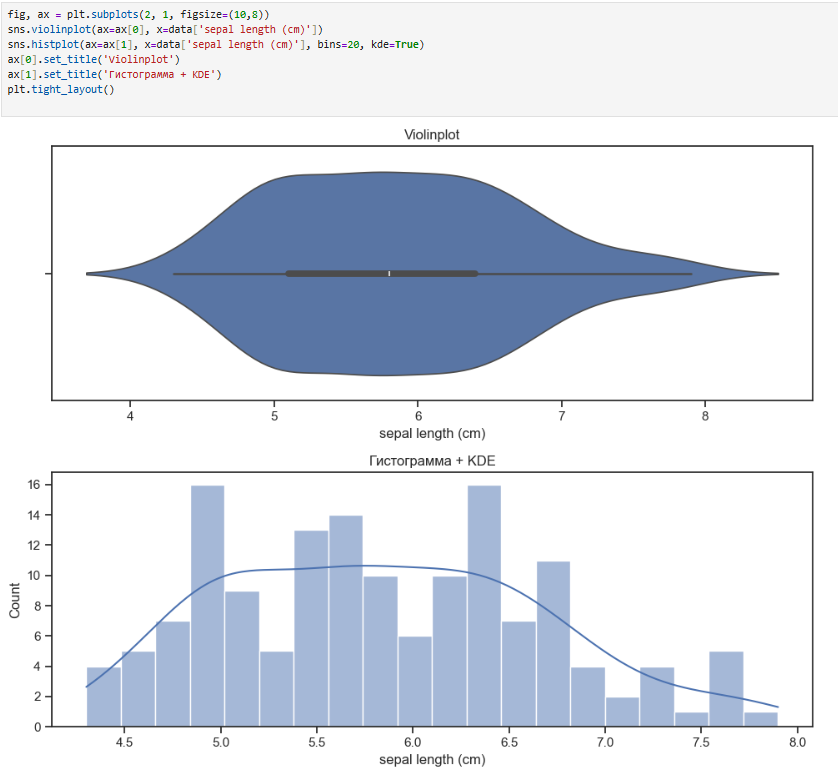 fig, ax = plt.subplots(2, 1, figsize=(10,8))
sns.violinplot(ax=ax[0], x=data['sepal length (cm)'])
sns.histplot(ax=ax[1], x=data['sepal length (cm)'], bins=20, kde=True)
ax[0].set_title('Violinplot')
ax[1].set_title('Гистограмма + KDE')
plt.tight_layout()
Violinplot
4 5 6 7 8
sepal length (cm)
Гистограмма + KDE
16
14
12
10
8
6
4
2
0
Count
4.5 5.0 5.5 6.0 6.5 7.0 7.5 8.0
sepal length (cm)